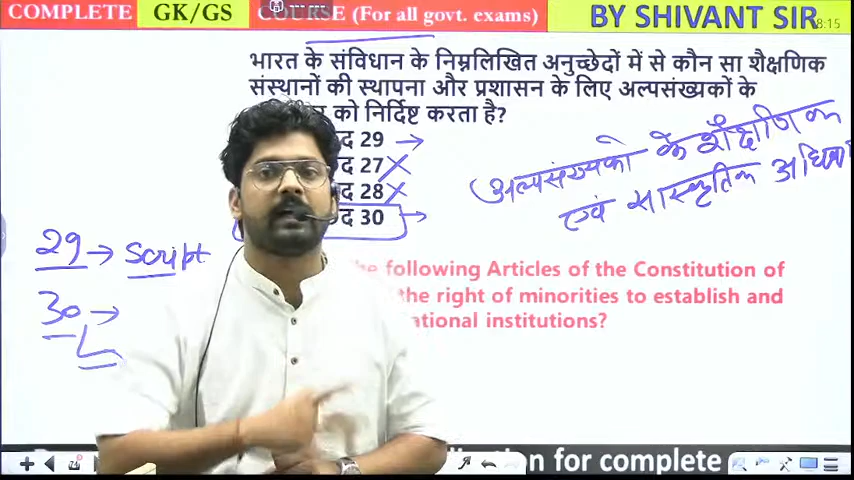 COMPLETE GK/GS COURSE (For all govt. exams) BY SHIVANT SIR
8:15
भारत के संविधान के निम्नलिखित अनुच्छेदों में से कौन सा शैक्षणिक
संस्थानों की स्थापना और प्रशासन के लिए अल्पसंख्यकों के
को निर्दिष्ट करता है?
29
27
28
30
अल्पसंख्यको के शैक्षणिक
एवं सांस्कृतिक
29 → script
30 →
the following Articles of the Constitution of
the right of minorities to establish and
institutions?
for complete